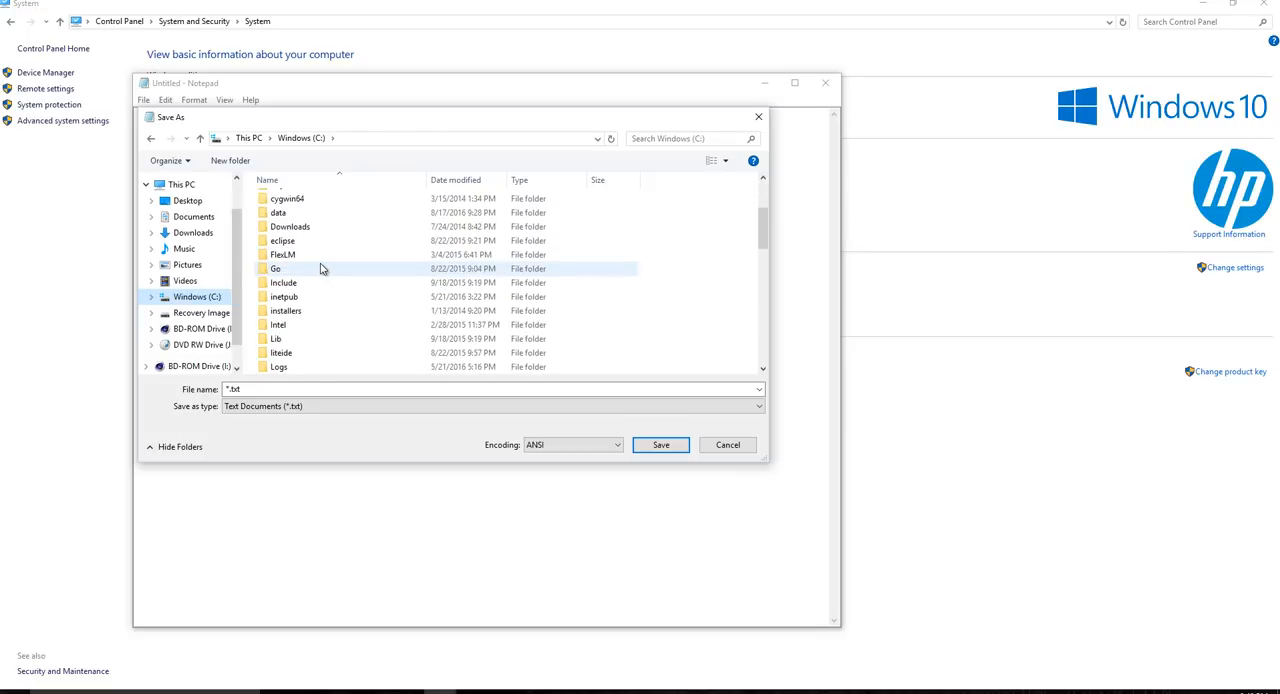 System
Control Panel > System and Security > System
Search Control Panel
Control Panel Home
View basic information about your computer
Device Manager
Remote settings
System protection
Advanced system settings
Windows 10
hp
Support Information
Change settings
Change product key
Untitled - Notepad
File Edit Format View Help
Save As
This PC > Windows (C:) >
Search Windows (C:)
Organize New folder
This PC
Desktop
Documents
Downloads
Music
Pictures
Videos
Windows (C:)
Recovery Image
BD-ROM Drive (I
DVD RW Drive (J
BD-ROM Drive (I:)
Name Date modified Type Size
cygwin64 3/15/2014 1:34 PM File folder
data 8/17/2016 9:28 PM File folder
Downloads 7/24/2014 8:42 PM File folder
eclipse 8/22/2015 9:21 PM File folder
FlexLM 3/4/2015 6:41 PM File folder
Go 8/22/2015 9:04 PM File folder
Include 9/18/2015 9:19 PM File folder
inetpub 5/21/2016 3:22 PM File folder
installers 1/13/2014 9:20 PM File folder
Intel 2/28/2015 11:37 PM File folder
Lib 9/18/2015 9:19 PM File folder
liteide 8/22/2015 9:57 PM File folder
Logs 5/21/2016 5:16 PM File folder
File name: *.txt
Save as type: Text Documents (*.txt)
Hide Folders
Encoding: ANSI
Save
Cancel
See also
Security and Maintenance